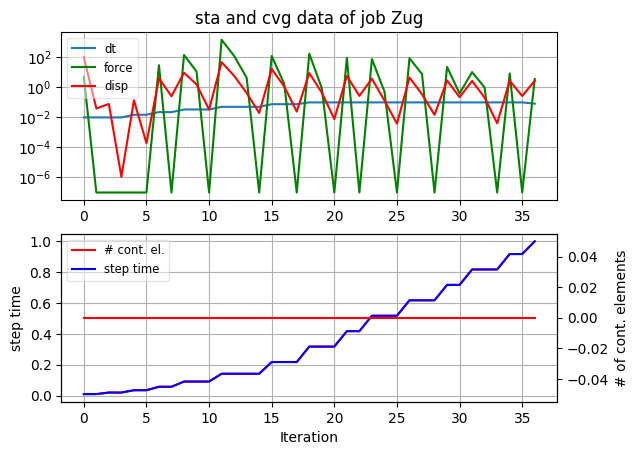 sta and cvg data of job Zug
dt
force
disp
10²
10⁰
10⁻²
10⁻⁴
10⁻⁶
0 5 10 15 20 25 30 35
# cont. el.
step time
1.0
0.8
0.6
0.4
0.2
0.0
step time
0.04
0.02
0.00
−0.02
−0.04
# of cont. elements
0 5 10 15 20 25 30 35
Iteration